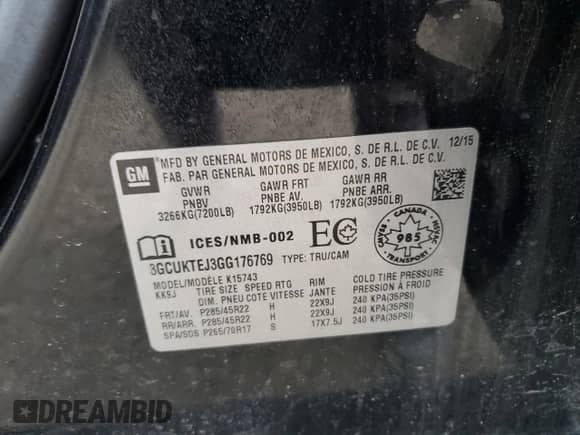 GM
MFD BY GENERAL MOTORS DE MEXICO, S. DE R.L. DE C.V. 12/15
FAB. PAR GENERAL MOTORS DE MEXICO, S. DE R.L. DE C.V.
GVWR GAWR FRT GAWR RR
PNBV PNBE AV. PNBE ARR.
3266KG(7200LB) 1792KG(3950LB) 1792KG(3950LB)
ICES/NMB-002 EC CANADA 985
3GCUKTEJ3GG176769 TYPE: TRU/CAM
MODEL/MODÈLE K15743
KK9J TIRE SIZE SPEED RTG RIM COLD TIRE PRESSURE
DIM. PNEU COTE VITESSE JANTE PRESSION À FROID
FRT/AV. P285/45R22 H 22X9J 240 KPA(35PSI)
RR/ARR. P285/45R22 H 22X9J 240 KPA(35PSI)
SPA/SOS P265/70R17 S 17X7.5J 240 KPA(35PSI)
DREAMBID